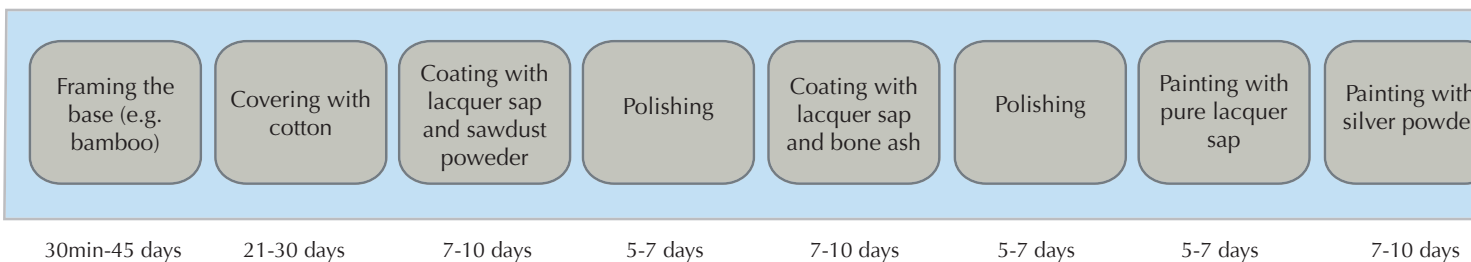 Framing the
base (e.g.
bamboo)
Covering with
cotton
Coating with
lacquer sap
and sawdust
poweder
Polishing
Coating with
lacquer sap
and bone ash
Polishing
Painting with
pure lacquer
sap
Painting with
silver powde
30min-45 days
21-30 days
7-10 days
5-7 days
7-10 days
5-7 days
5-7 days
7-10 days